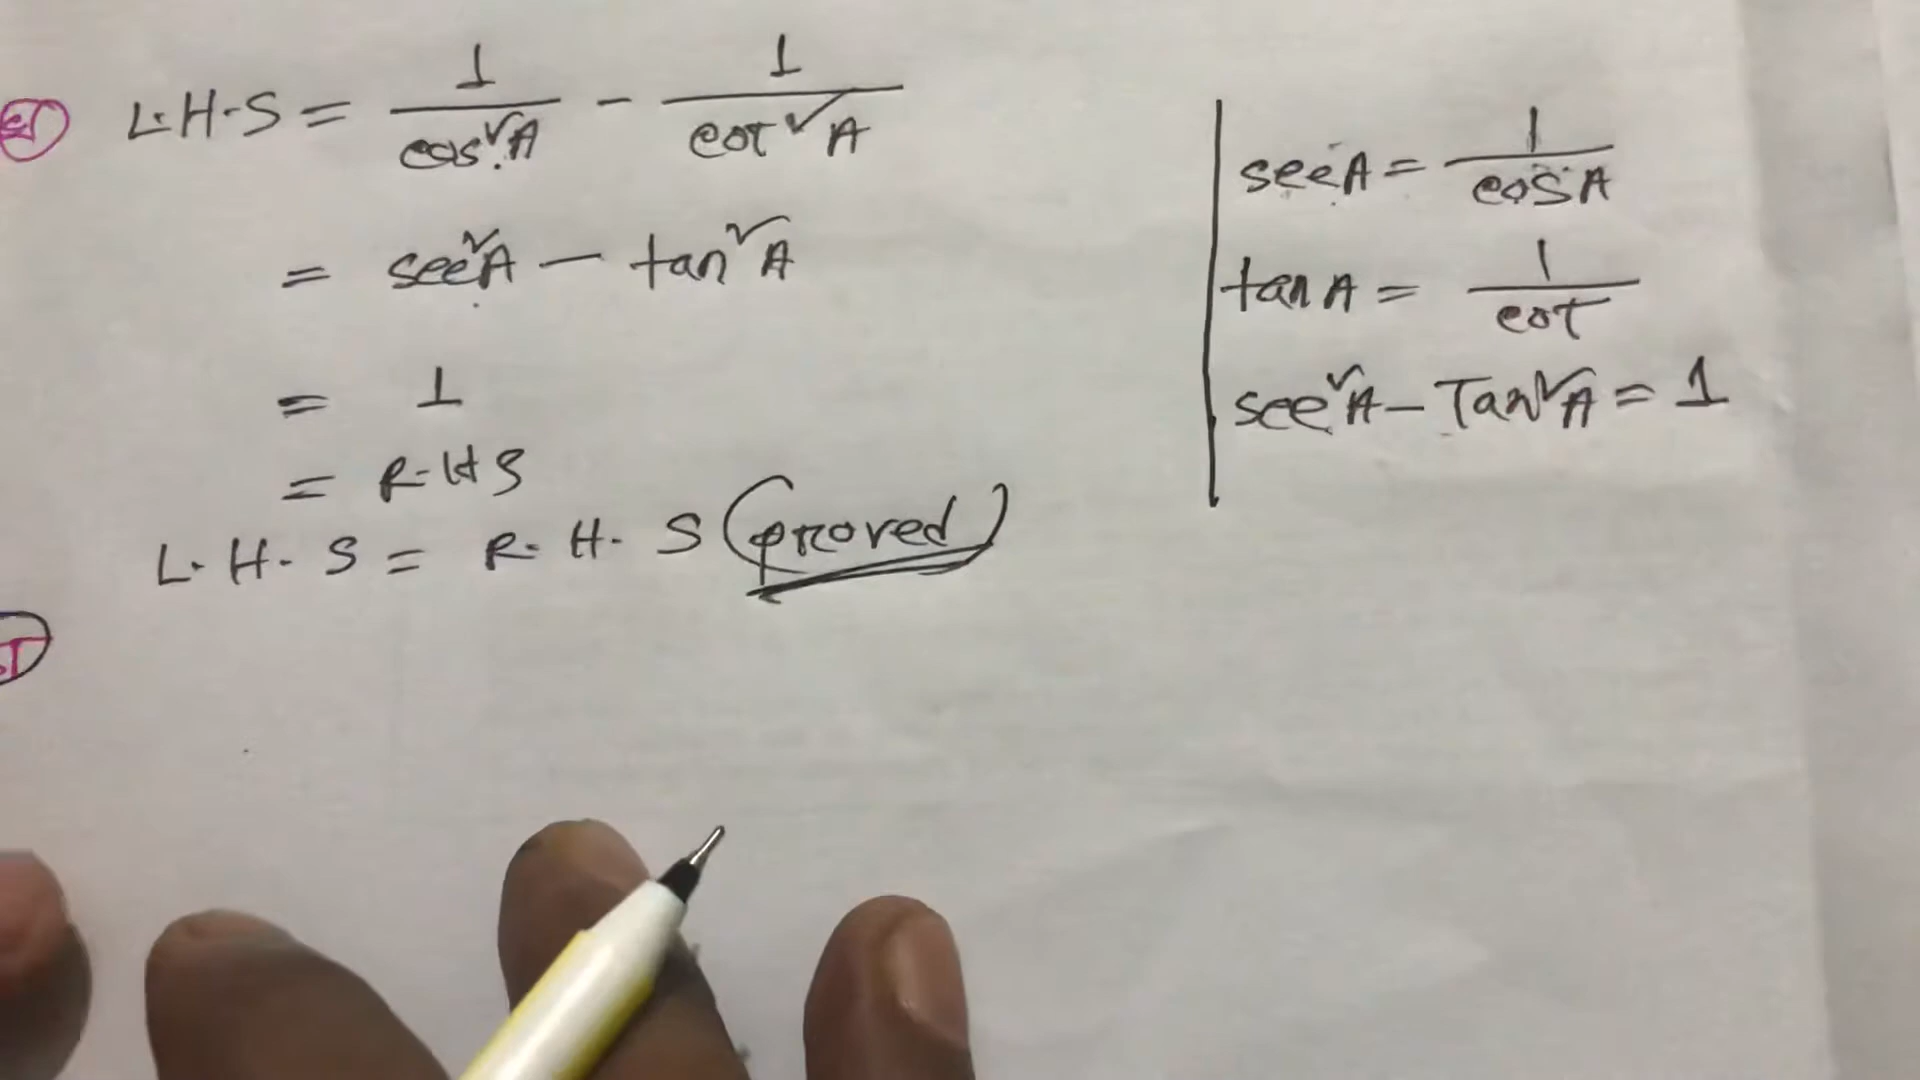 L.H.S = 1/cos²A - 1/cot²A
= sec²A - tan²A
= 1
= R.H S
L.H.S = R.H.S (proved)
secA = 1/cosA
tanA = 1/cot
sec²A - Tan²A = 1